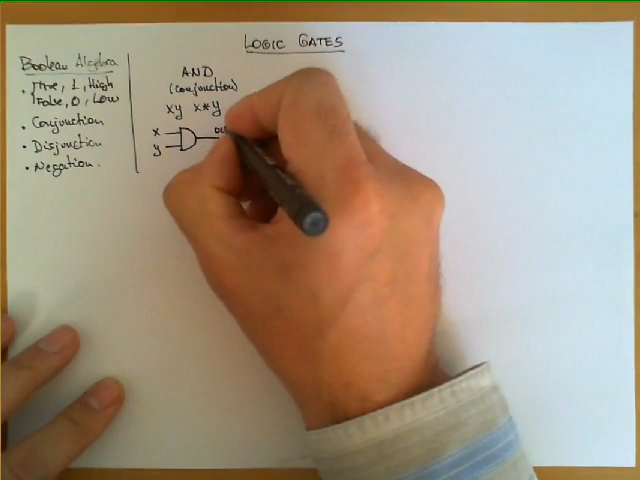 LOGIC GATES
Boolean Algebra
• True, 1, High
False, 0, Low
• Conjunction
• Disjunction
• Negation.
AND
(Conjunction)
xy x*y
x
y